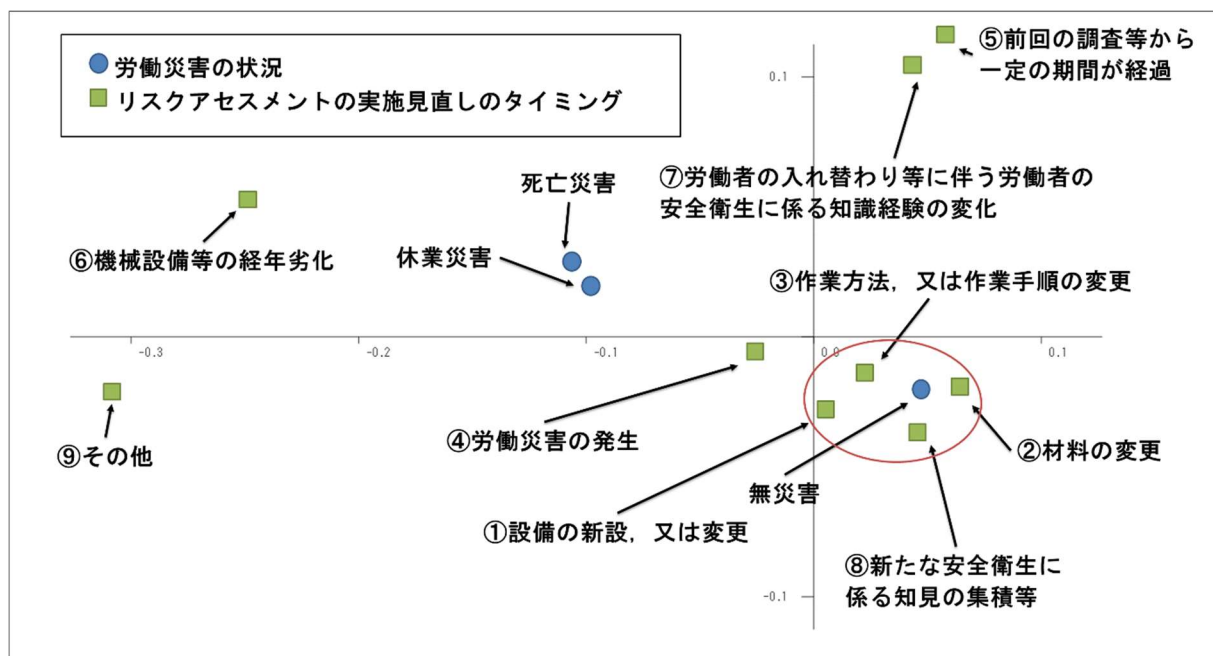 労働災害の状況
リスクアセスメントの実施見直しのタイミング
⑤前回の調査等から
一定の期間が経過
0.1
死亡災害
⑦労働者の入れ替わり等に伴う労働者の
安全衛生に係る知識経験の変化
⑥機械設備等の経年劣化
休業災害
③作業方法，又は作業手順の変更
-0.3
-0.2
-0.1
0.0
0.1
④労働災害の発生
⑨その他
②材料の変更
無災害
①設備の新設，又は変更
⑧新たな安全衛生に
係る知見の集積等
-0.1